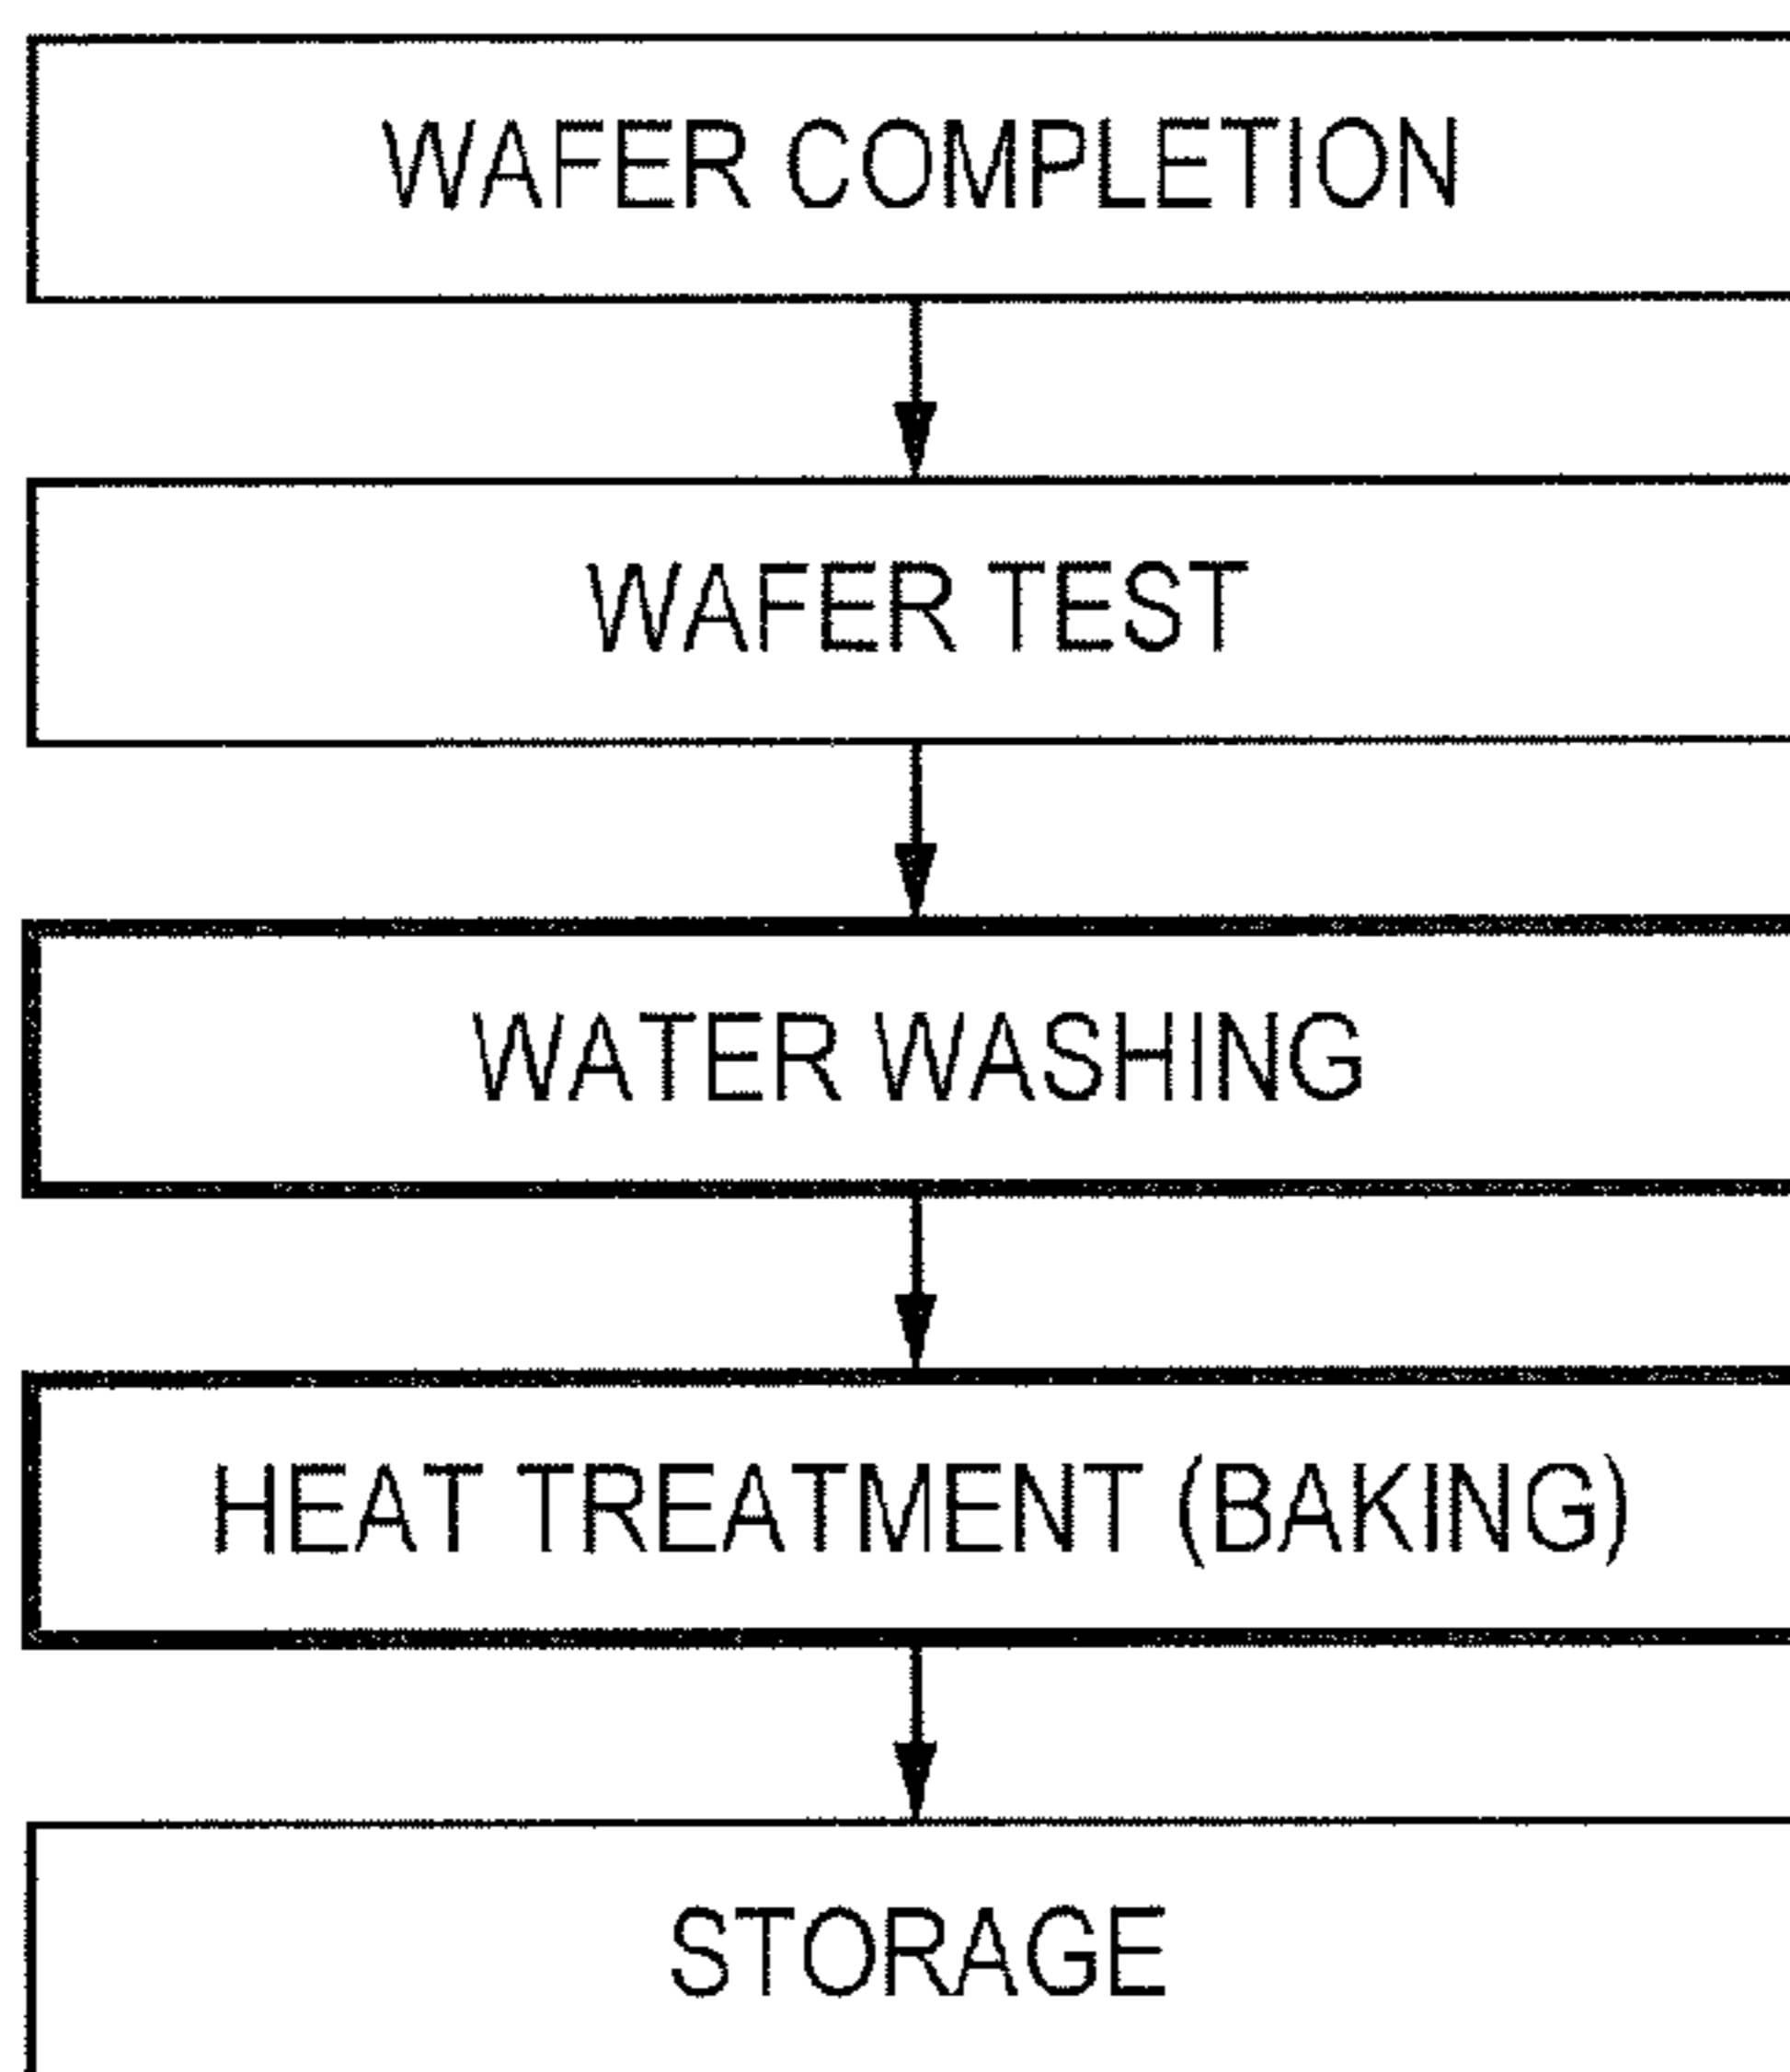 WAFER COMPLETION
WAFER TEST
WATER WASHING
HEAT TREATMENT (BAKING)
STORAGE